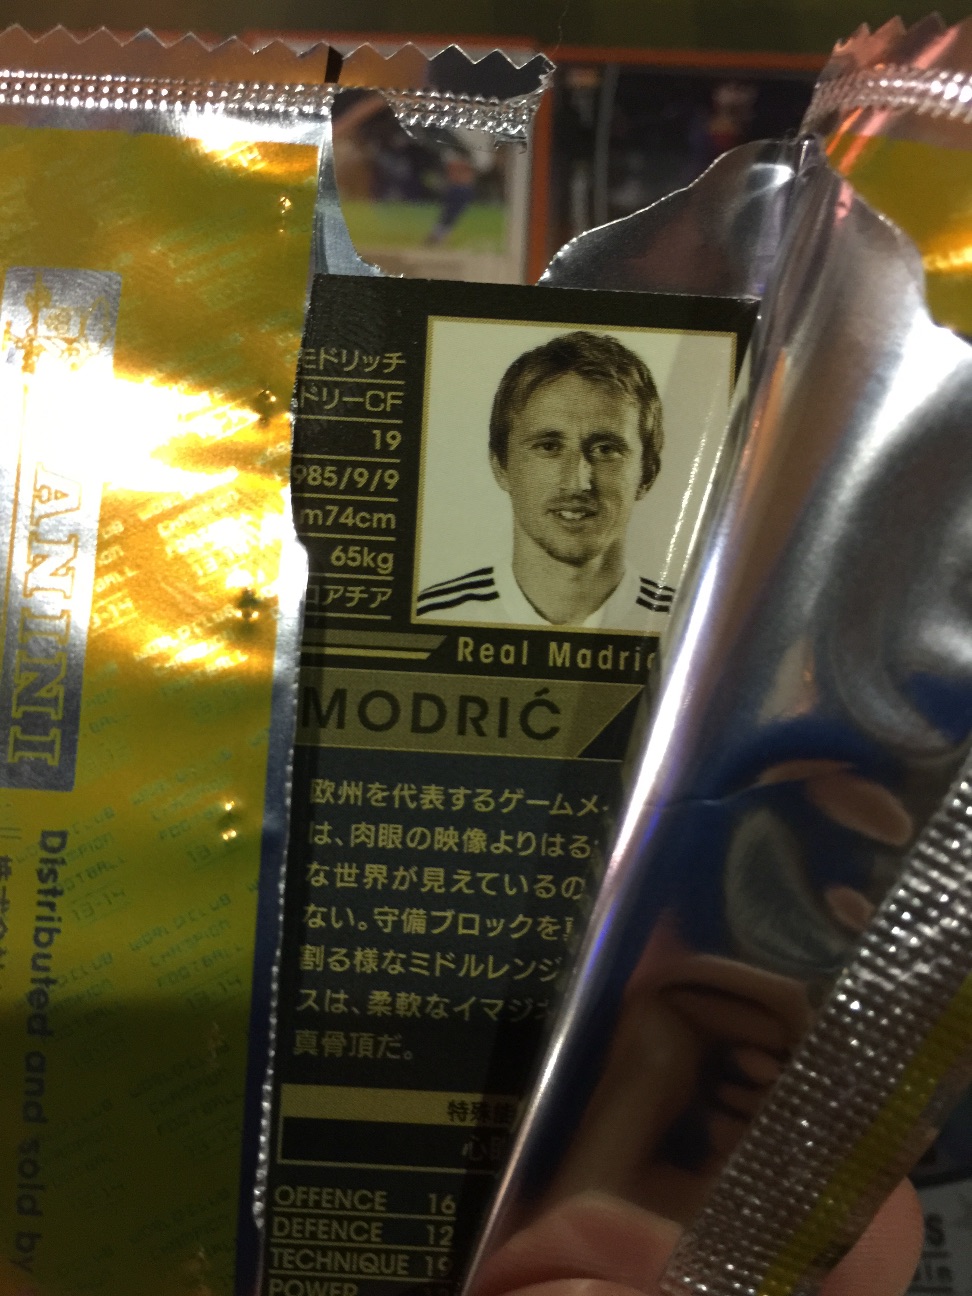 モドリッチ
ドリーCF
19
985/9/9
m74cm
65kg
ロアチア
Real Madrid
MODRIĆ
欧州を代表するゲームメ
は、肉眼の映像よりはる
な世界が見えているの
ない。守備ブロックを
割る様なミドルレンジ
スは、柔軟なイマジネ
真骨頂だ。
特殊能
OFFENCE 16
DEFENCE 12
TECHNIQUE 19
POWER
ANINI
Distributed and sold by